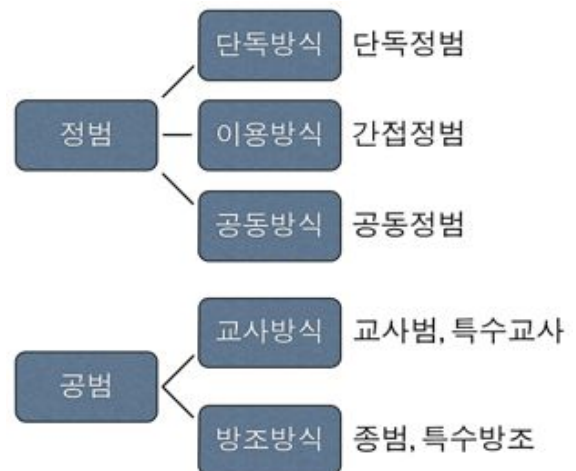 단독방식 단독정범
정범 이용방식 간접정범
공동방식 공동정범
교사방식 교사범, 특수교사
공범
방조방식 종범, 특수방조